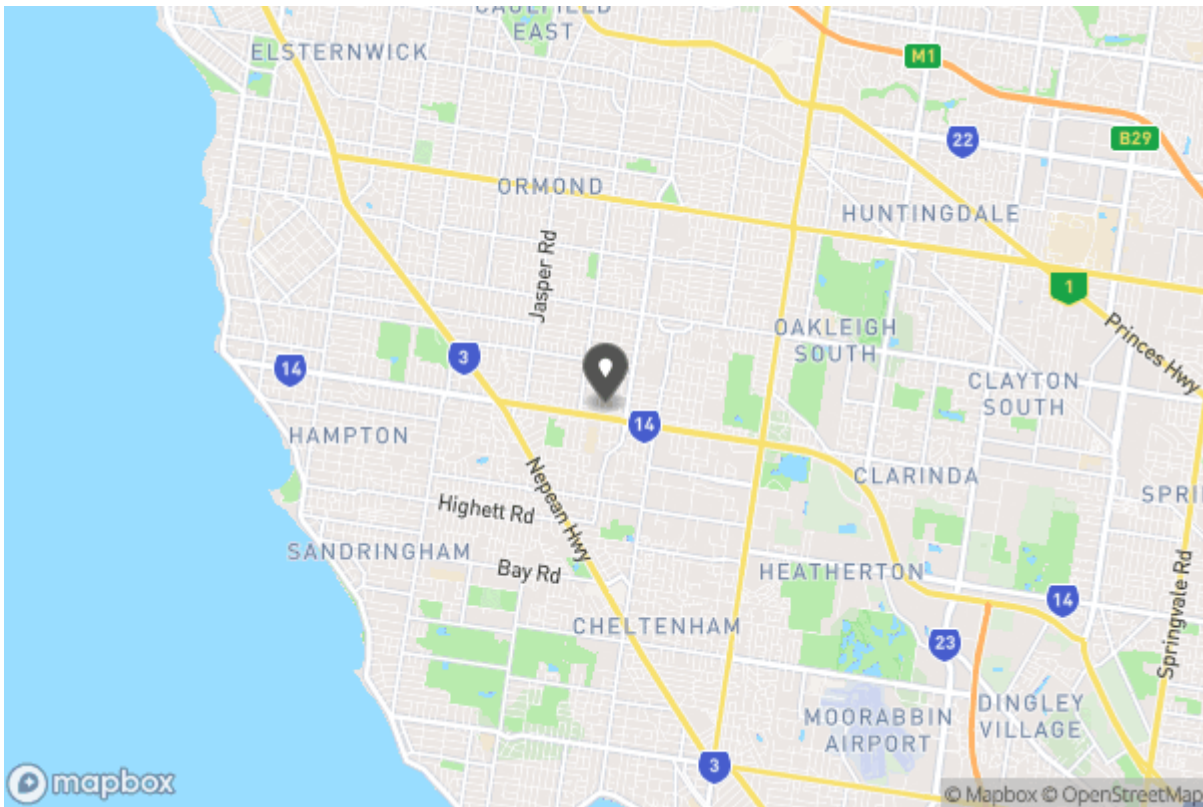 CAULFIELD
EAST
ELSTERNWICK
M1
B29
22
ORMOND
HUNTINGDALE
Jasper Rd
1
Princes Hwy
OAKLEIGH
SOUTH
3
14
CLAYTON
SOUTH
14
HAMPTON
CLARINDA
Nepean Hwy
SPRI
Highett Rd
SANDRINGHAM
Bay Rd
HEATHERTON
14
Springvale Rd
CHELTENHAM
23
MOORABBIN
AIRPORT
DINGLEY
VILLAGE
3
mapbox
© Mapbox © OpenStreetMap